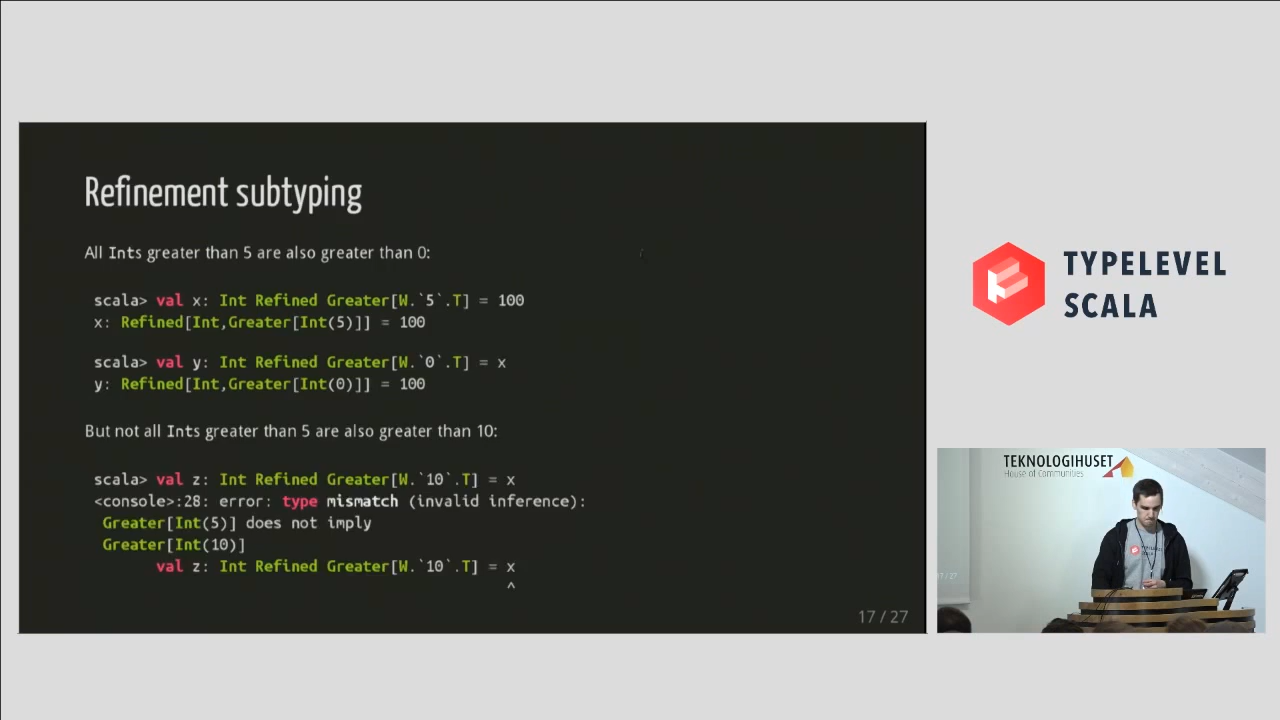 Refinement subtyping
All Ints greater than 5 are also greater than 0:
scala> val x: Int Refined Greater[W.`5`.T] = 100
x: Refined[Int,Greater[Int(5)]] = 100
scala> val y: Int Refined Greater[W.`0`.T] = x
y: Refined[Int,Greater[Int(0)]] = 100
But not all Ints greater than 5 are also greater than 10:
scala> val z: Int Refined Greater[W.`10`.T] = x
<console>:28: error: type mismatch (invalid inference):
Greater[Int(5)] does not imply
Greater[Int(10)]
val z: Int Refined Greater[W.`10`.T] = x
^
17 / 27
TYPELEVEL
SCALA
TEKNOLOGIHUSET
House of Communities
17 / 27